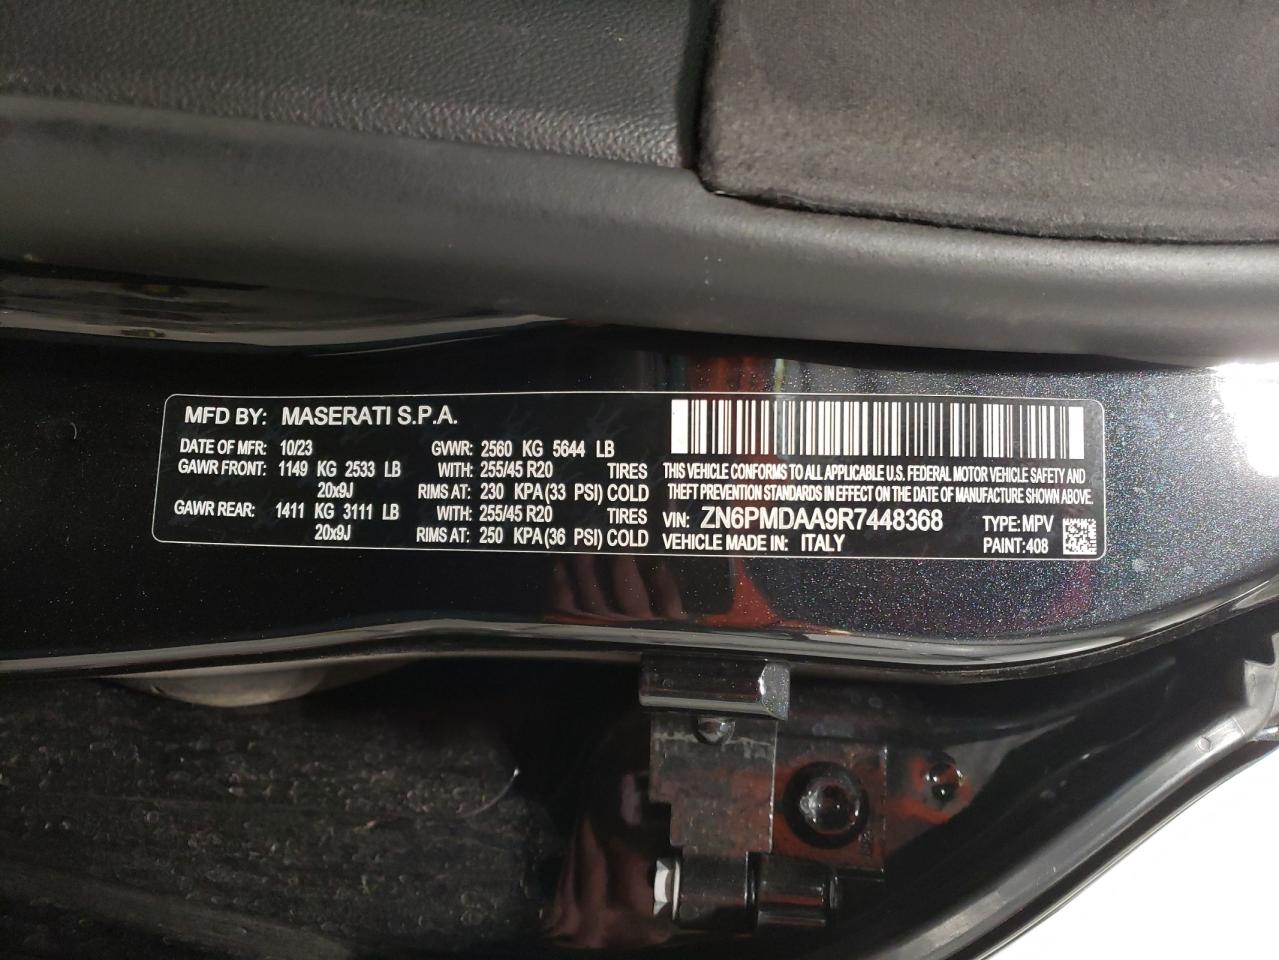 MFD BY: MASERATI S.P.A.
DATE OF MFR: 10/23 GVWR: 2560 KG 5644 LB
GAWR FRONT: 1149 KG 2533 LB WITH: 255/45 R20 TIRES
20x9J RIMS AT: 230 KPA (33 PSI) COLD
GAWR REAR: 1411 KG 3111 LB WITH: 255/45 R20 TIRES
20x9J RIMS AT: 250 KPA (36 PSI) COLD
THIS VEHICLE CONFORMS TO ALL APPLICABLE U.S. FEDERAL MOTOR VEHICLE SAFETY AND
THEFT PREVENTION STANDARDS IN EFFECT ON THE DATE OF MANUFACTURE SHOWN ABOVE.
VIN: ZN6PMDAA9R7448368 TYPE: MPV
VEHICLE MADE IN: ITALY PAINT: 408